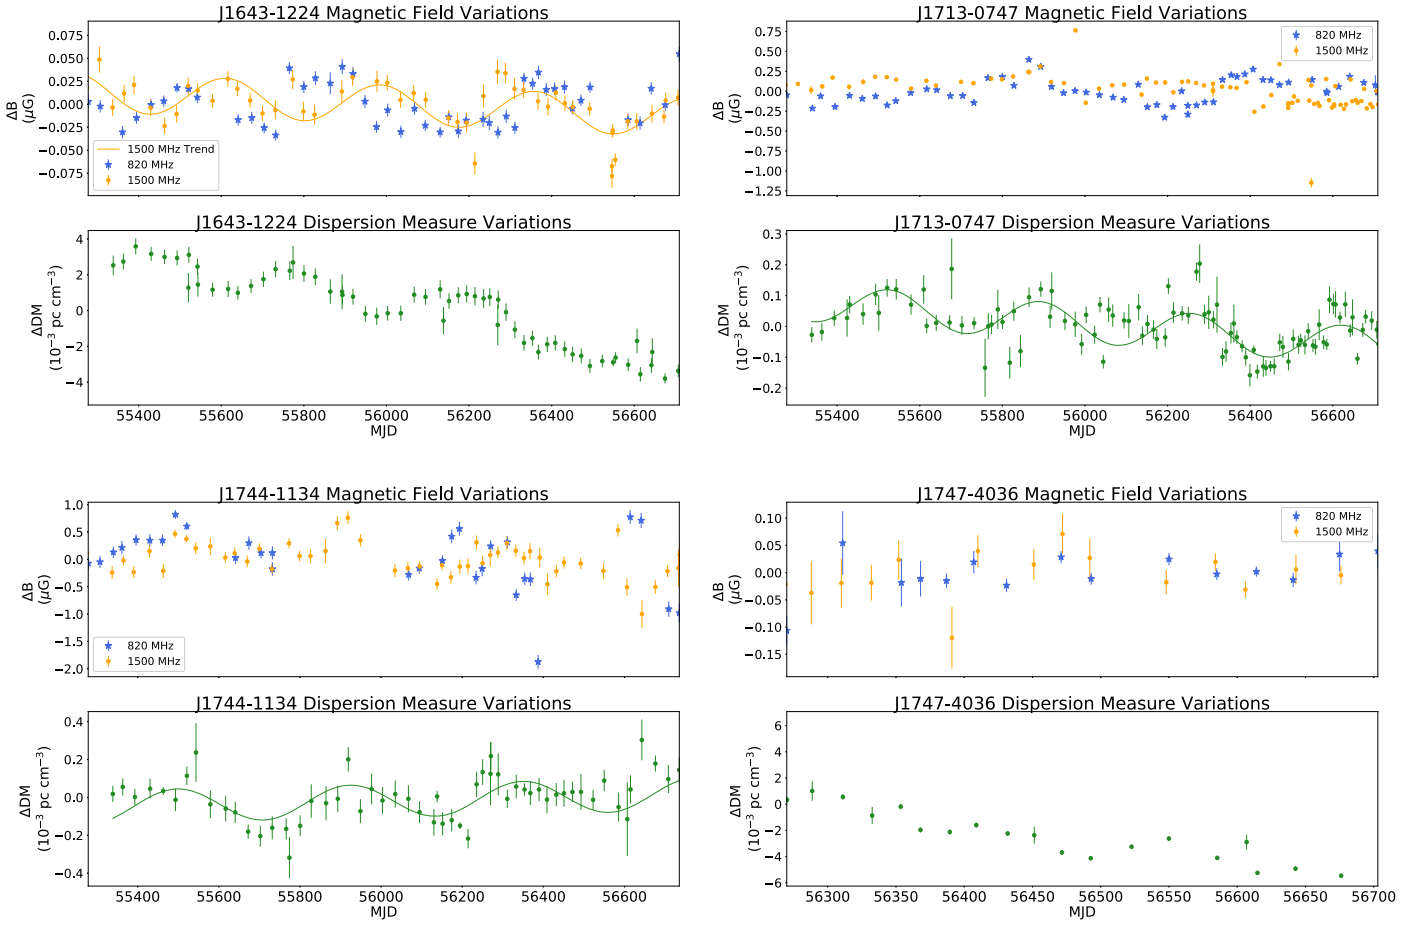 J1643-1224 Magnetic Field Variations
0.075
0.050
0.025
0.000
−0.025
−0.050
−0.075
ΔB
(μG)
1500 MHz Trend
820 MHz
1500 MHz
J1643-1224 Dispersion Measure Variations
4
2
0
−2
−4
ΔDM
(10⁻³ pc cm⁻³)
55400 55600 55800 56000 56200 56400 56600
MJD
J1713-0747 Magnetic Field Variations
0.75
0.50
0.25
0.00
−0.25
−0.50
−0.75
−1.00
−1.25
ΔB
(μG)
820 MHz
1500 MHz
J1713-0747 Dispersion Measure Variations
0.3
0.2
0.1
0.0
−0.1
−0.2
ΔDM
(10⁻³ pc cm⁻³)
55400 55600 55800 56000 56200 56400 56600
MJD
J1744-1134 Magnetic Field Variations
1.0
0.5
0.0
−0.5
−1.0
−1.5
−2.0
ΔB
(μG)
820 MHz
1500 MHz
J1744-1134 Dispersion Measure Variations
0.4
0.2
0.0
−0.2
−0.4
ΔDM
(10⁻³ pc cm⁻³)
55400 55600 55800 56000 56200 56400 56600
MJD
J1747-4036 Magnetic Field Variations
0.10
0.05
0.00
−0.05
−0.10
−0.15
ΔB
(μG)
820 MHz
1500 MHz
J1747-4036 Dispersion Measure Variations
6
4
2
0
−2
−4
−6
ΔDM
(10⁻³ pc cm⁻³)
56300 56350 56400 56450 56500 56550 56600 56650 56700
MJD